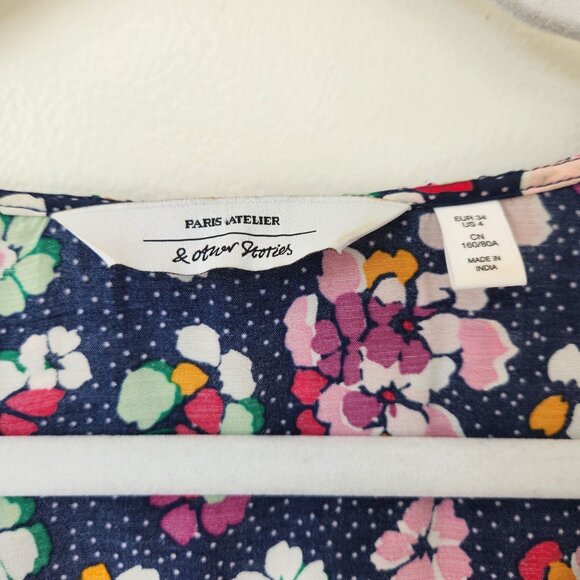 PARIS ATELIER
& other Stories
EUR 34
US 4
CN
160/80A
MADE IN
INDIA